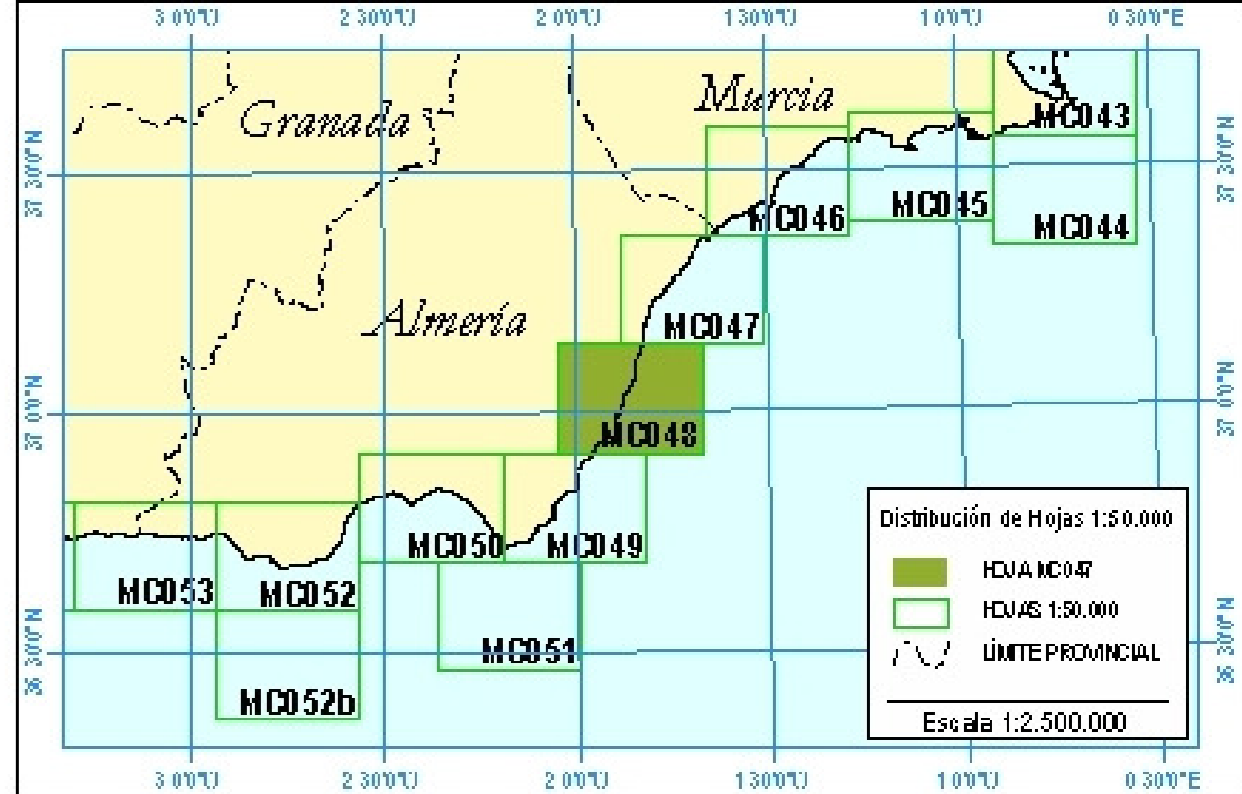 3 0'0"O 2 30'0"O 2 0'0"O 1 30'0"O 1 0'0"O 0 30'0"E
Granada
Murcia
MC043
37 30'0"N
37 30'0"N
MC046
MC045
MC044
Almería
MC047
37 0'0"N
37 0'0"N
MC048
MC050
MC049
MC053
MC052
MC051
MC052b
36 30'0"N
36 30'0"N
Distribución de Hojas 1:50.000
HOJA MC047
HOJAS 1:50.000
LÍMITE PROVINCIAL
Escala 1:2.500.000
3 0'0"O 2 30'0"O 2 0'0"O 1 30'0"O 1 0'0"O 0 30'0"E